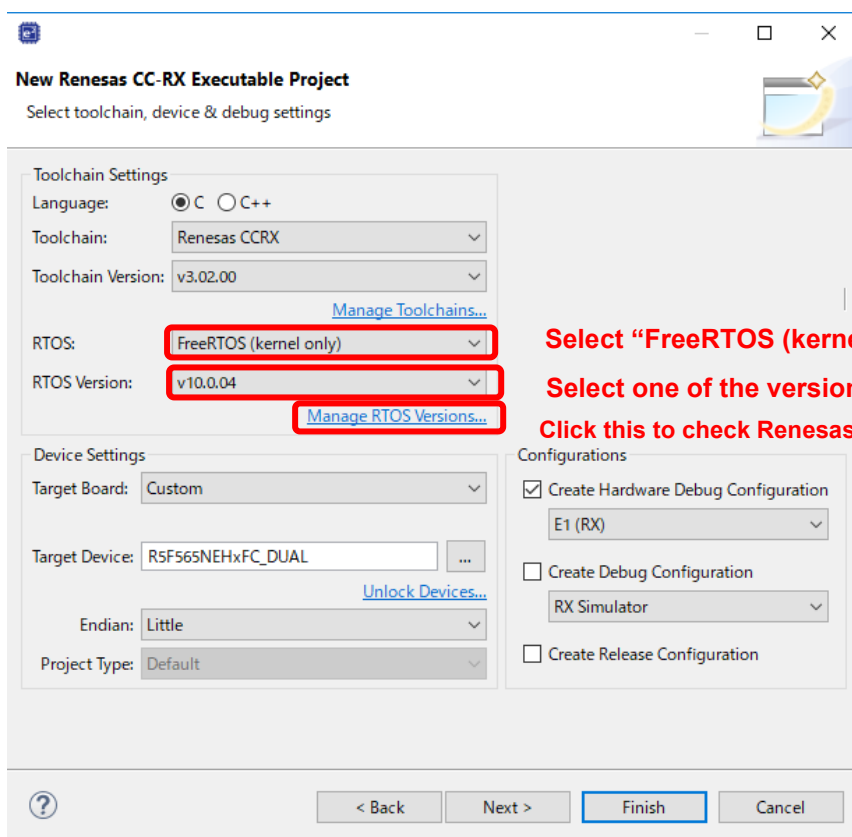 New Renesas CC-RX Executable Project
Select toolchain, device & debug settings
Toolchain Settings
Language: C C++
Toolchain: Renesas CCRX
Toolchain Version: v3.02.00
Manage Toolchains...
RTOS: FreeRTOS (kernel only) Select “FreeRTOS (kerne
RTOS Version: v10.0.04 Select one of the version
Manage RTOS Versions... Click this to check Renesas
Device Settings Configurations
Target Board: Custom Create Hardware Debug Configuration
E1 (RX)
Target Device: R5F565NEHxFC_DUAL ... Create Debug Configuration
Unlock Devices...
RX Simulator
Endian: Little
Project Type: Default Create Release Configuration
? < Back Next > Finish Cancel